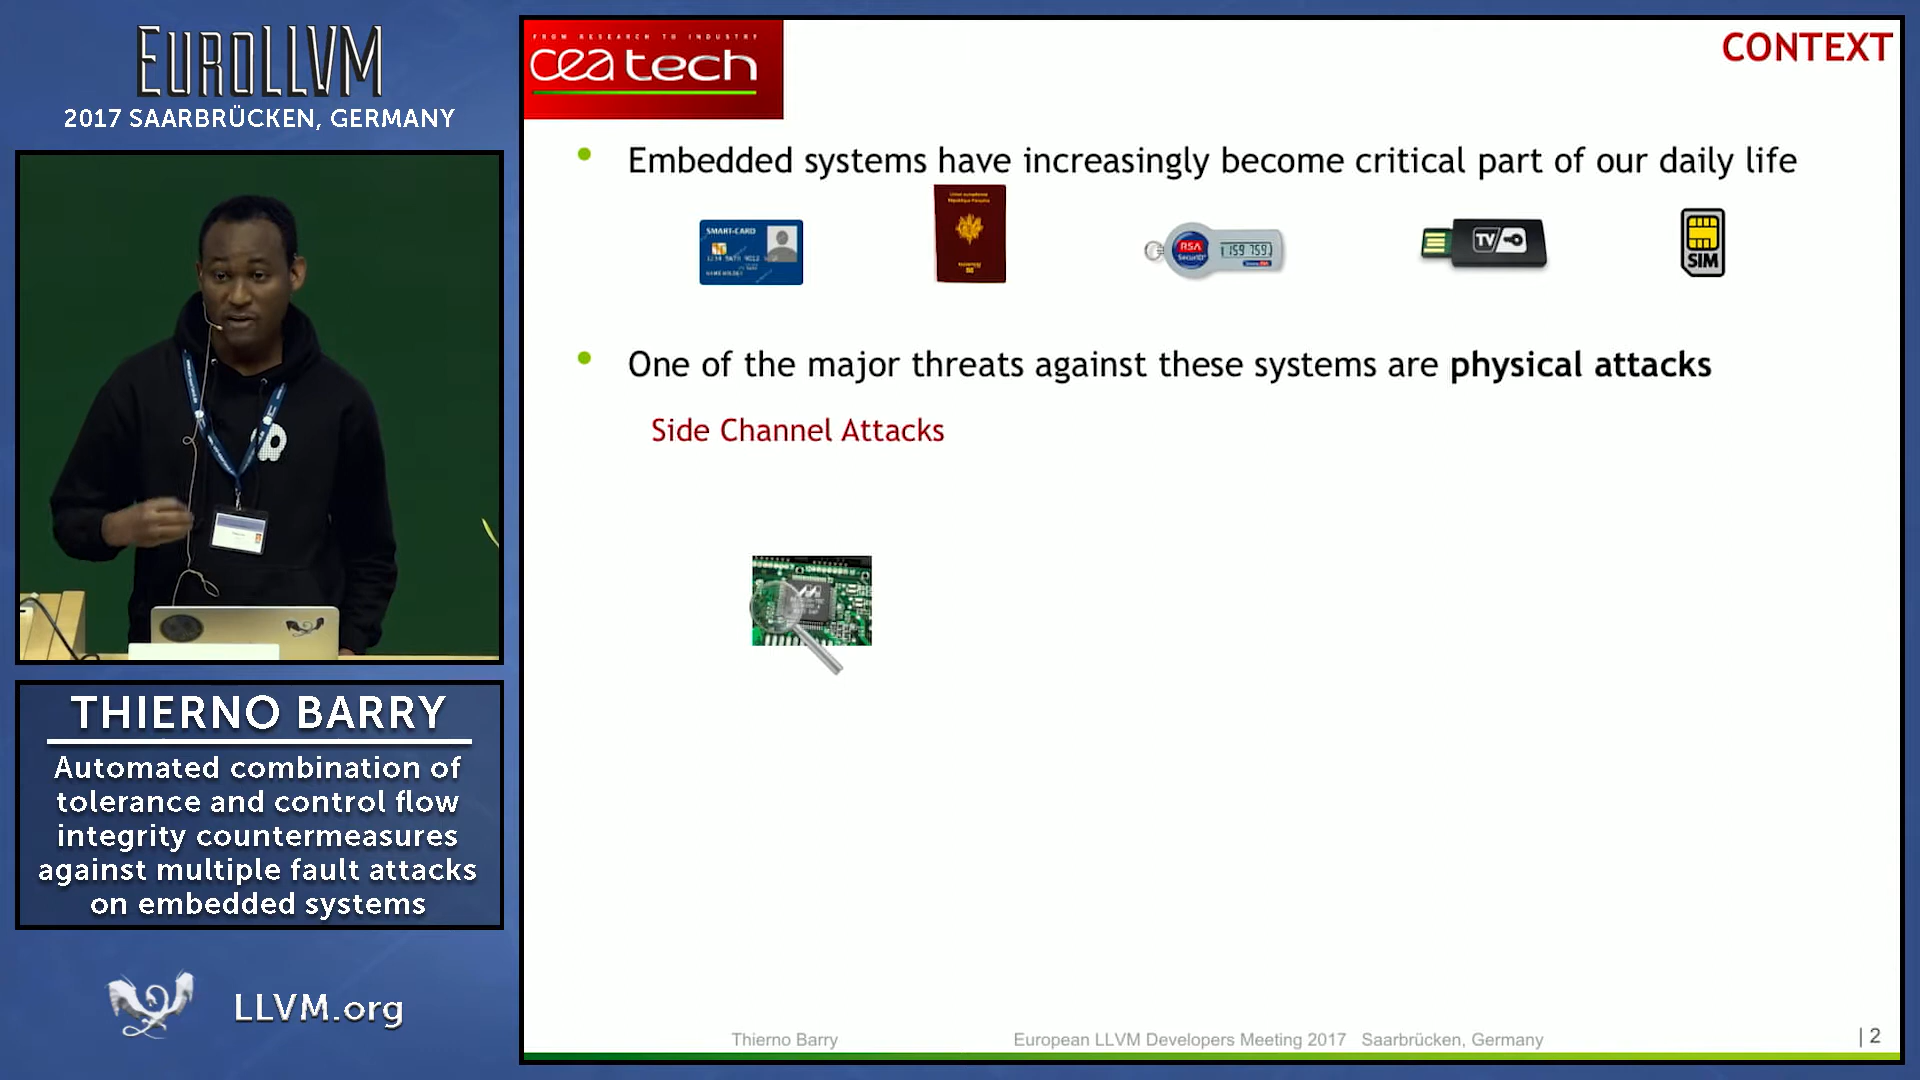 EUROLLVM
2017 SAARBRÜCKEN, GERMANY
THIERNO BARRY
Automated combination of
tolerance and control flow
integrity countermeasures
against multiple fault attacks
on embedded systems
LLVM.org
FROM RESEARCH TO INDUSTRY
cea tech
CONTEXT
• Embedded systems have increasingly become critical part of our daily life
SMART-CARD
RSA
SecurID
159 759
TV
SIM
• One of the major threats against these systems are physical attacks
Side Channel Attacks
Thierno Barry European LLVM Developers Meeting 2017 Saarbrücken, Germany | 2